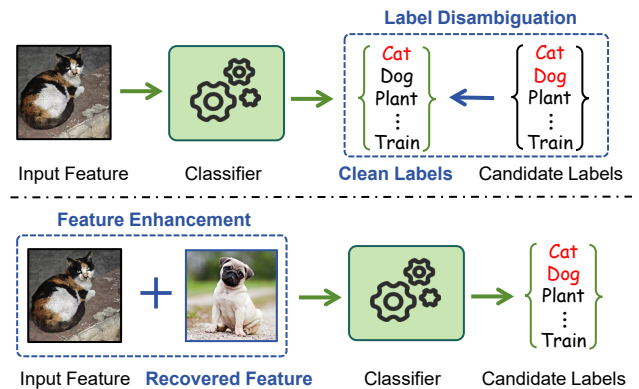 Label Disambiguation
Cat
Dog
Plant
⋮
Train
Cat
Dog
Plant
⋮
Train
Input Feature
Classifier
Clean Labels
Candidate Labels
Feature Enhancement
+
Cat
Dog
Plant
⋮
Train
Input Feature
Recovered Feature
Classifier
Candidate Labels